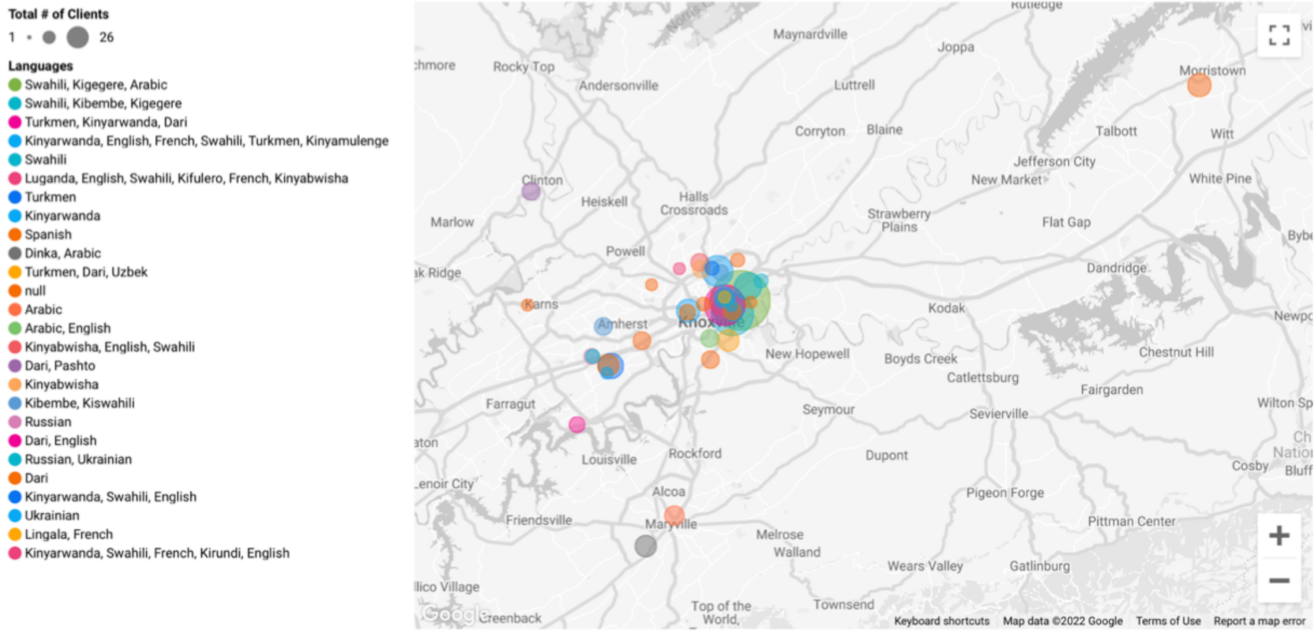 Total # of Clients
1 26
Languages
Swahili, Kigegere, Arabic
Swahili, Kibembe, Kigegere
Turkmen, Kinyarwanda, Dari
Kinyarwanda, English, French, Swahili, Turkmen, Kinyamulenge
Swahili
Luganda, English, Swahili, Kifulero, French, Kinyabwisha
Turkmen
Kinyarwanda
Spanish
Dinka, Arabic
Turkmen, Dari, Uzbek
null
Arabic
Arabic, English
Kinyabwisha, English, Swahili
Dari, Pashto
Kinyabwisha
Kibembe, Kiswahili
Russian
Dari, English
Russian, Ukrainian
Dari
Kinyarwanda, Swahili, English
Ukrainian
Lingala, French
Kinyarwanda, Swahili, French, Kirundi, English
Rutledge
Maynardville
Joppa
chmore
Rocky Top
Andersonville
Luttrell
Morristown
Corryton
Blaine
Talbott
Witt
Jefferson City
New Market
White Pine
Clinton
Heiskell
Halls
Crossroads
Marlow
Strawberry
Plains
Flat Gap
Powell
ak Ridge
Dandridge
Karns
Kodak
Amherst
Knoxville
New Hopewell
Boyds Creek
Chestnut Hill
Catlettsburg
Fairgarden
Farragut
Seymour
Sevierville
Wilton Sp
aton
Louisville
Rockford
Dupont
Cosby
Lenoir City
Alcoa
Pigeon Forge
Friendsville
Maryville
Pittman Center
Melrose
Walland
Wears Valley
Gatlinburg
llico Village
Google
Greenback
Top of the
World,
Townsend
Keyboard shortcuts
Map data ©2022 Google
Terms of Use
Report a map error